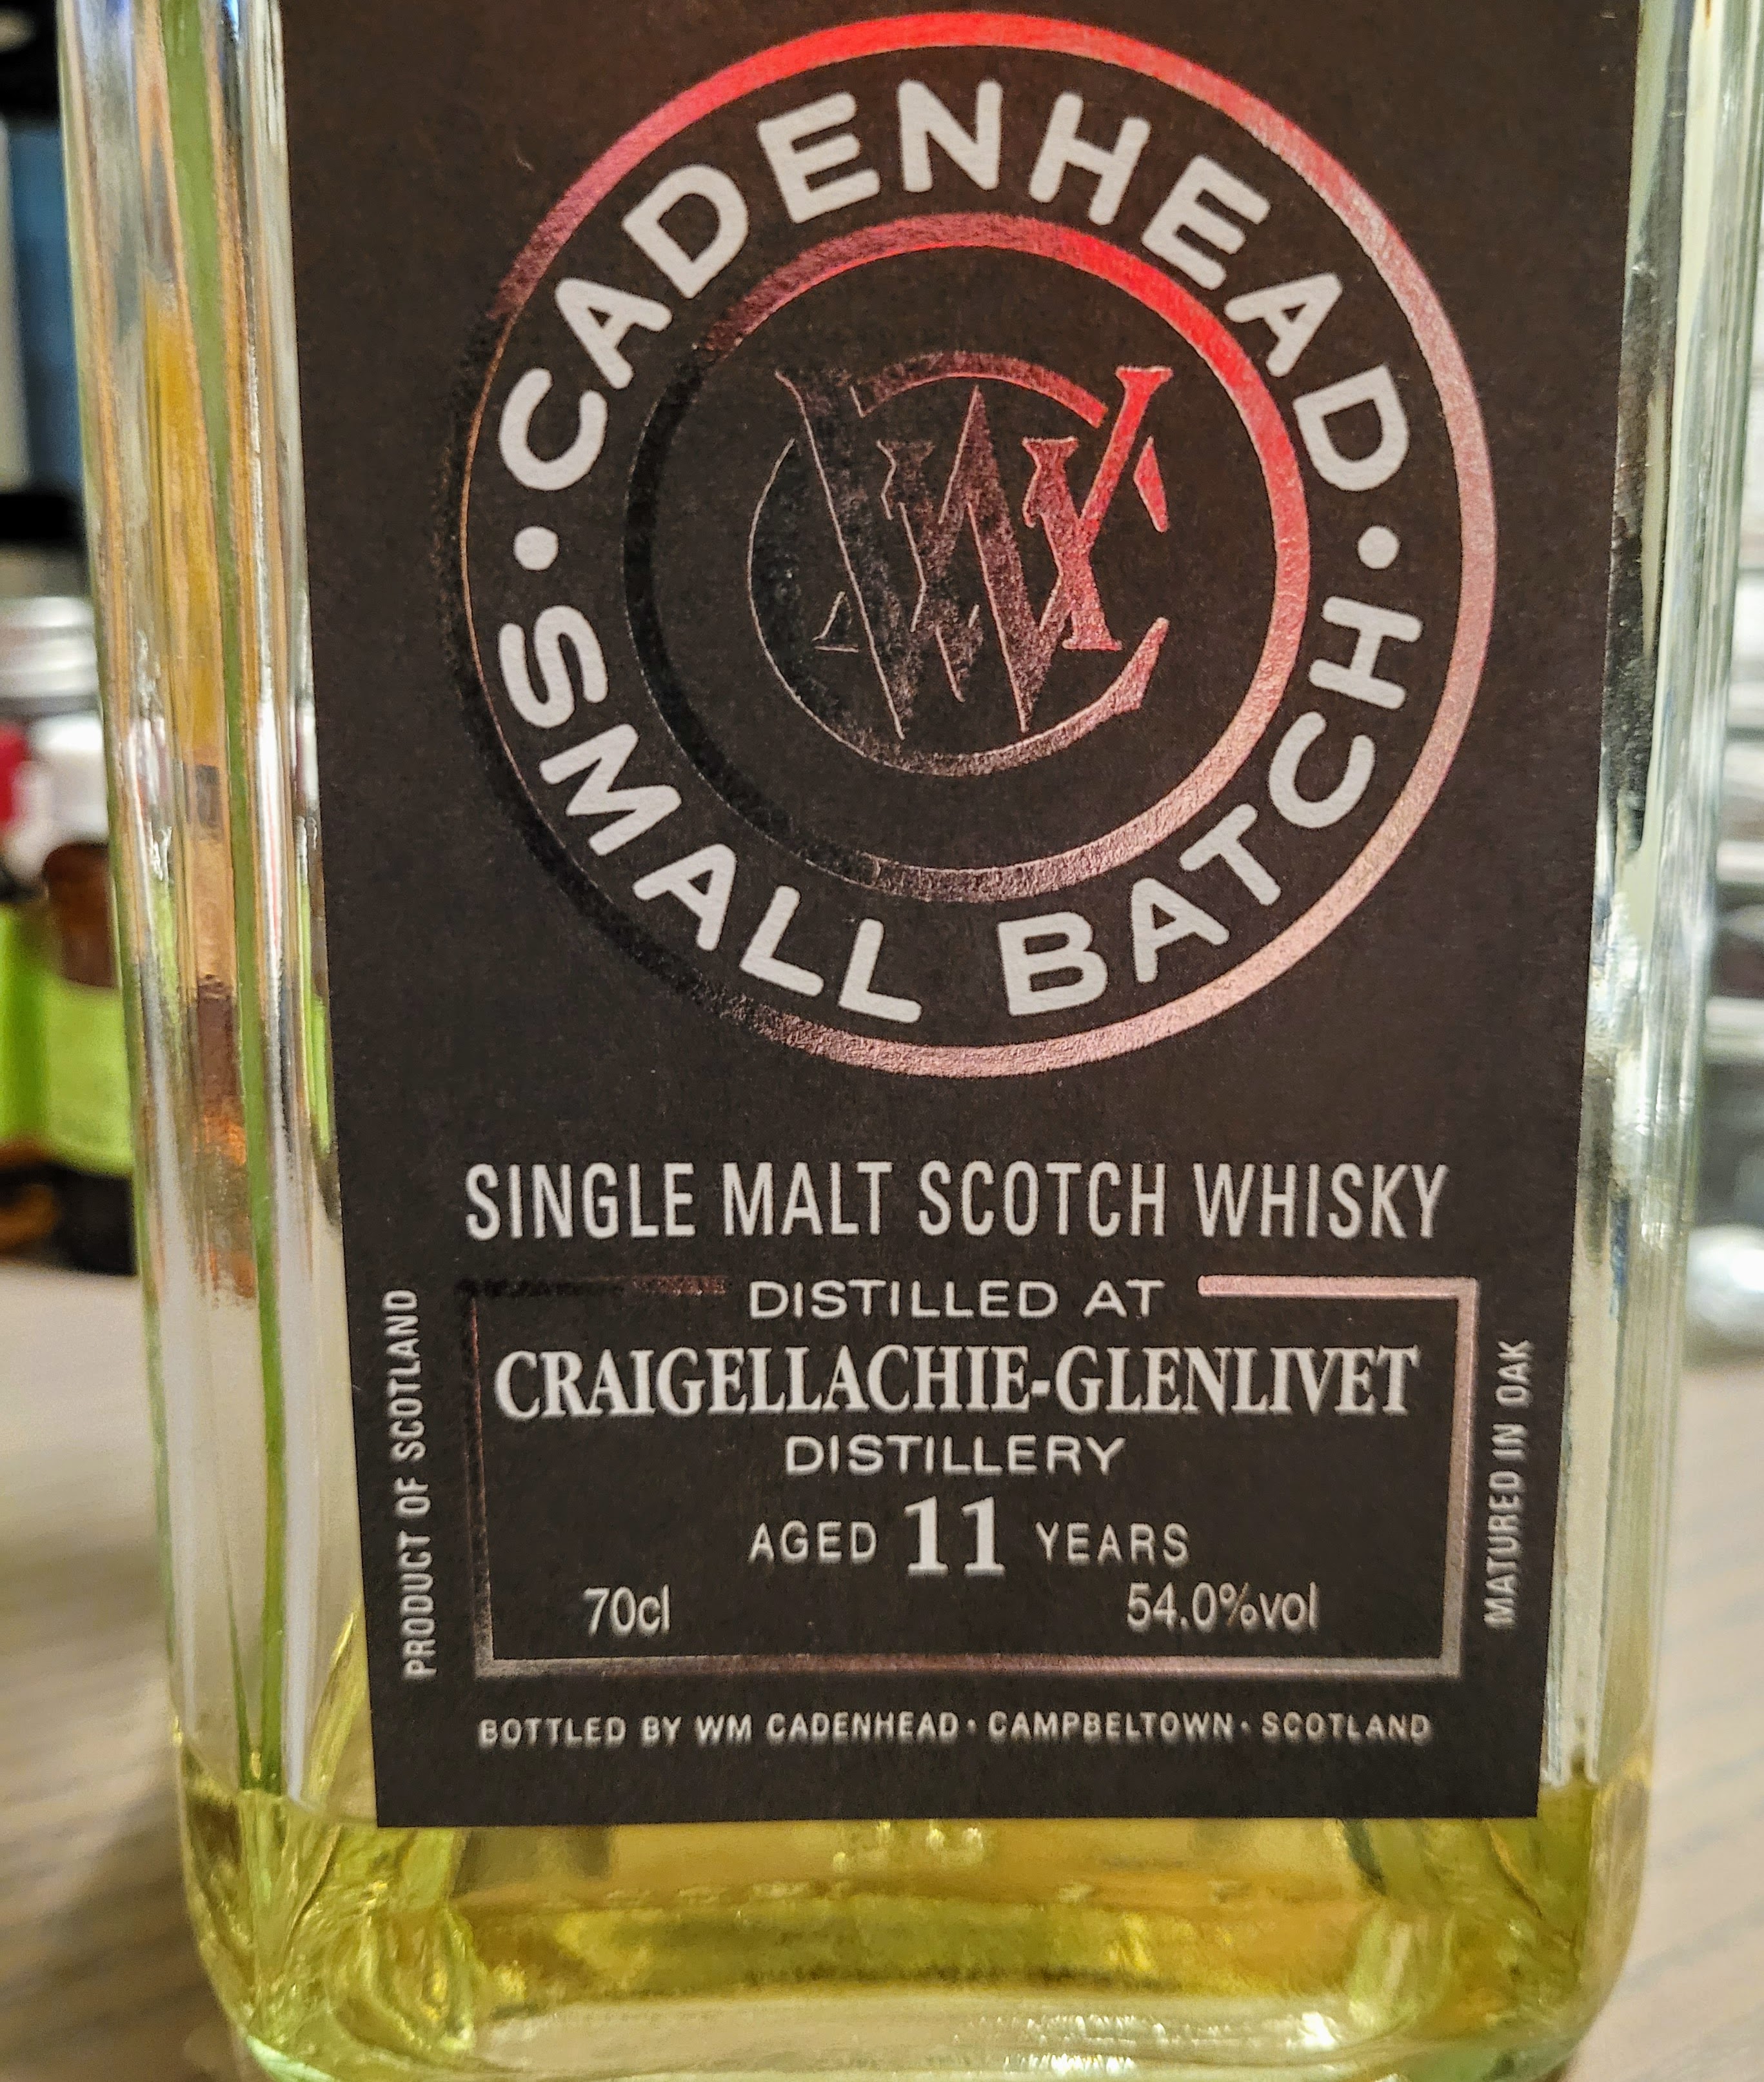 CADENHEAD
WC
• SMALL BATCH •
SINGLE MALT SCOTCH WHISKY
DISTILLED AT
CRAIGELLACHIE-GLENLIVET
DISTILLERY
AGED 11 YEARS
70cl 54.0%vol
PRODUCT OF SCOTLAND
MATURED IN OAK
BOTTLED BY WM CADENHEAD • CAMPBELTOWN • SCOTLAND